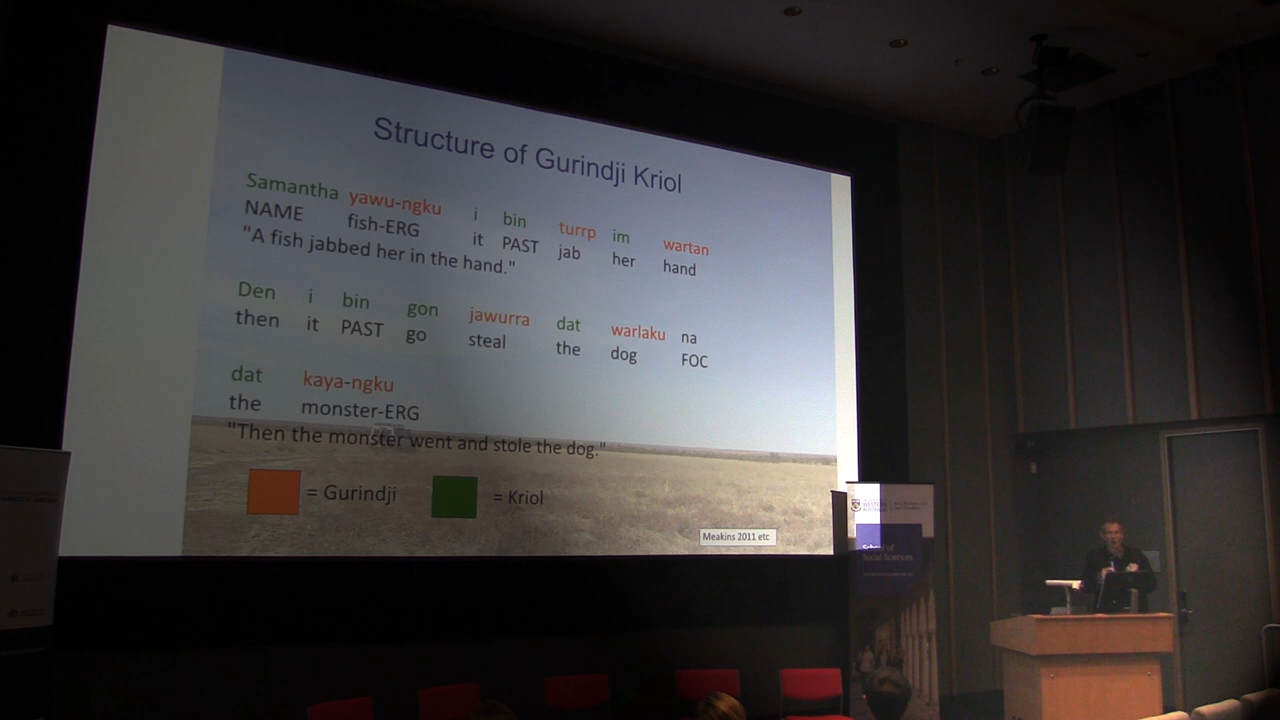 Structure of Gurindji Kriol
Samantha yawu-ngku i bin turrp im wartan
NAME fish-ERG it PAST jab her hand
"A fish jabbed her in the hand."
Den i bin gon jawurra dat warlaku na
then it PAST go steal the dog FOC
dat kaya-ngku
the monster-ERG
"Then the monster went and stole the dog."
= Gurindji = Kriol
Meakins 2011 etc
WESTERN
AUSTRALIA
School of
Social Sciences